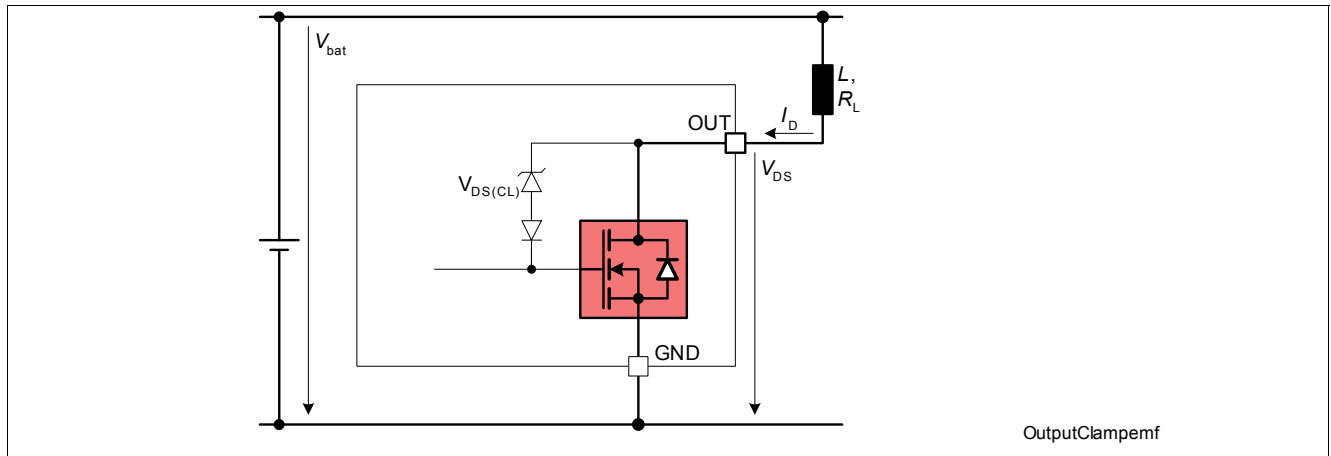 Vbat
L,
RL
OUT
ID
VDS
VDS(CL)
GND
OutputClampemf